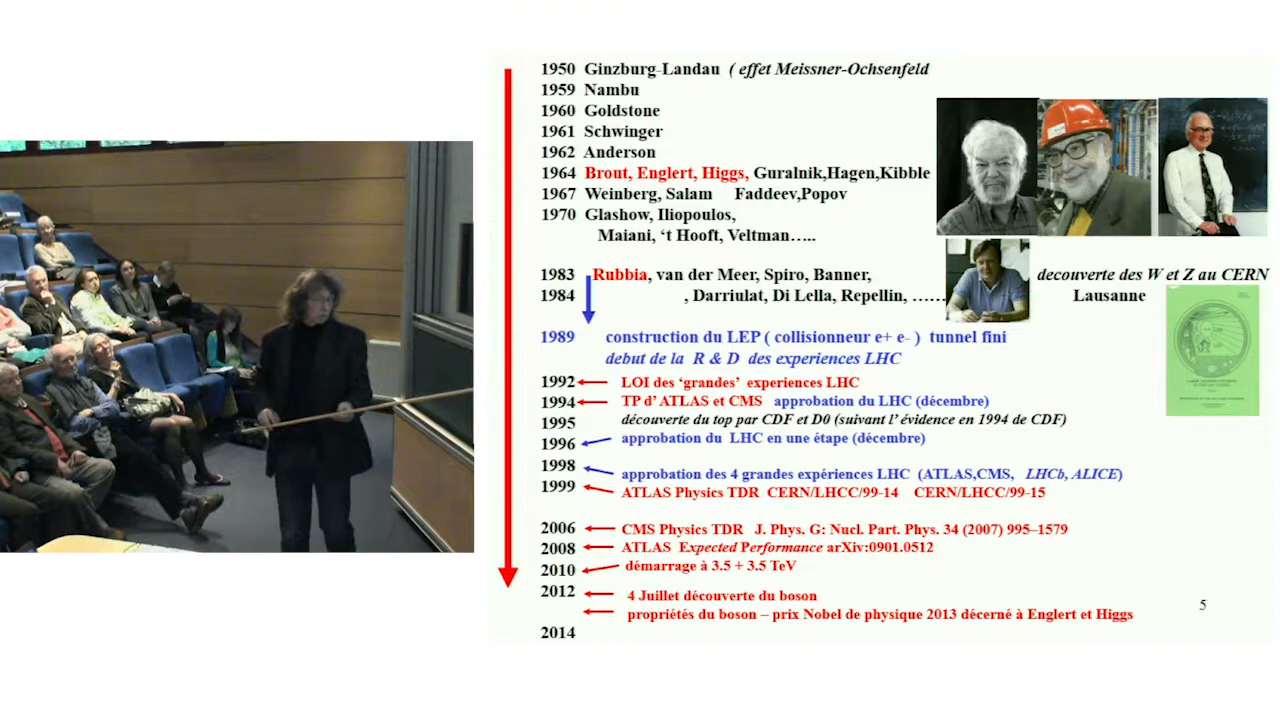 1950 Ginzburg-Landau ( effet Meissner-Ochsenfeld
1959 Nambu
1960 Goldstone
1961 Schwinger
1962 Anderson
1964 Brout, Englert, Higgs, Guralnik,Hagen,Kibble
1967 Weinberg, Salam Faddeev,Popov
1970 Glashow, Iliopoulos,
Maiani, ‘t Hooft, Veltman…..
1983 Rubbia, van der Meer, Spiro, Banner, decouverte des W et Z au CERN
1984 , Darriulat, Di Lella, Repellin, …… Lausanne
1989 construction du LEP ( collisionneur e+ e- ) tunnel fini
debut de la R & D des experiences LHC
1992 LOI des ‘grandes’ experiences LHC
1994 TP d’ATLAS et CMS approbation du LHC (décembre)
1995 découverte du top par CDF et D0 (suivant l’ évidence en 1994 de CDF)
1996 approbation du LHC en une étape (décembre)
1998 approbation des 4 grandes expériences LHC (ATLAS,CMS, LHCb, ALICE)
1999 ATLAS Physics TDR CERN/LHCC/99-14 CERN/LHCC/99-15
2006 CMS Physics TDR J. Phys. G: Nucl. Part. Phys. 34 (2007) 995–1579
2008 ATLAS Expected Performance arXiv:0901.0512
2010 démarrage à 3.5 + 3.5 TeV
2012 4 Juillet découverte du boson
propriétés du boson – prix Nobel de physique 2013 décerné à Englert et Higgs
2014
5